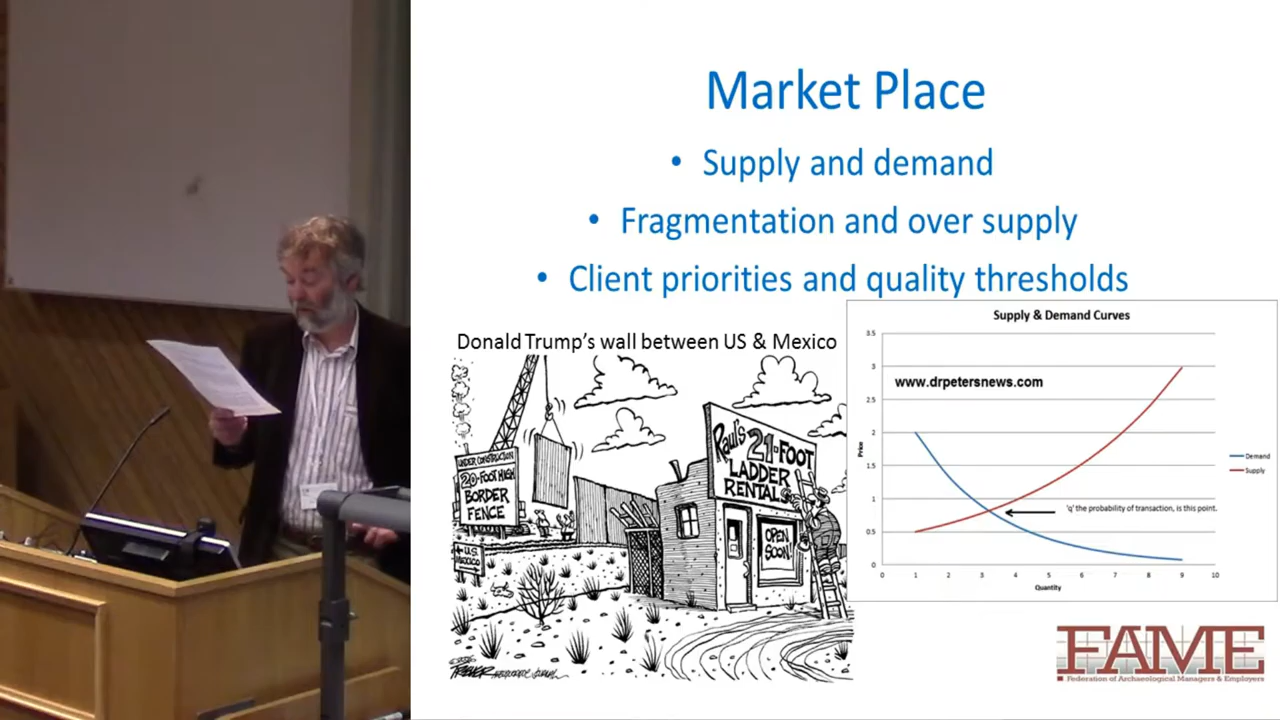 Market Place
• Supply and demand
• Fragmentation and over supply
• Client priorities and quality thresholds
Donald Trump's wall between US & Mexico
UNDER CONSTRUCTION
20-FOOT HIGH
BORDER
FENCE
U.S.
MEXICO
Raul's 21-FOOT
LADDER
RENTALS
OPEN
SOON!
Supply & Demand Curves
www.drpetersnews.com
3.5
3
2.5
2
1.5
1
0.5
0
Price
0 1 2 3 4 5 6 7 8 9 10
Quantity
Demand
Supply
'q' the probability of transaction, is this point.
FAME
Federation of Archaeological Managers & Employers